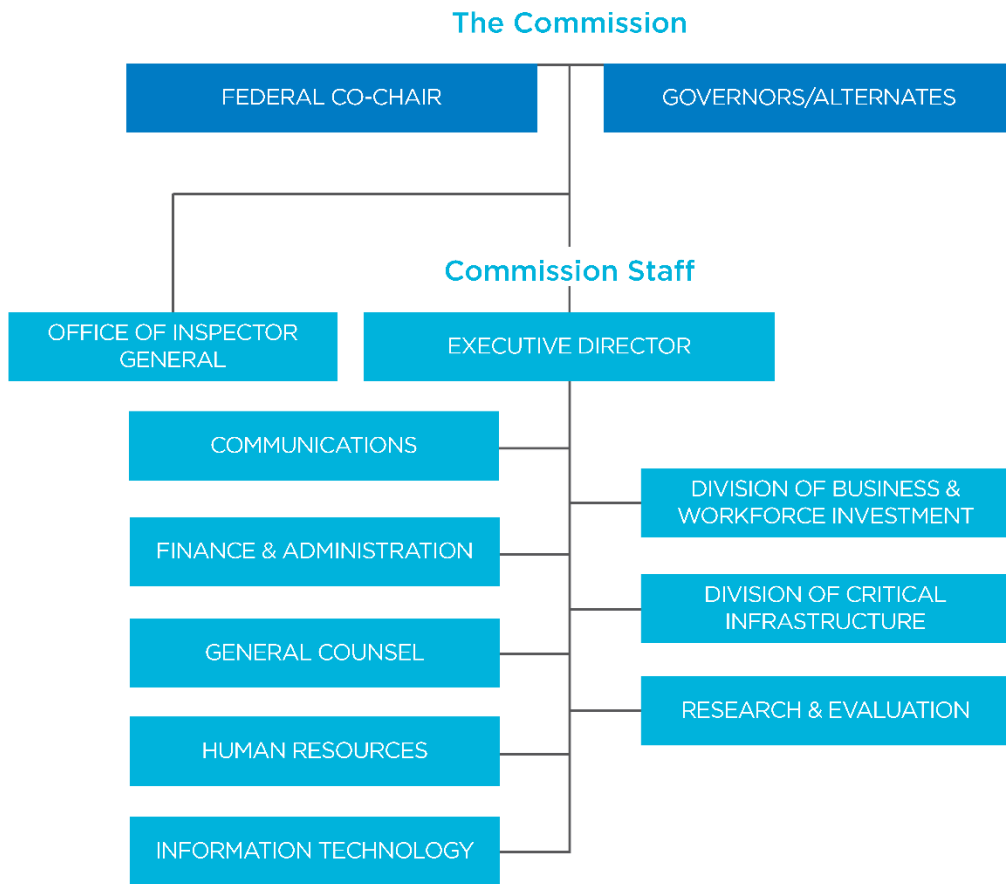 The Commission
FEDERAL CO-CHAIR
GOVERNORS/ALTERNATES
Commission Staff
OFFICE OF INSPECTOR
GENERAL
EXECUTIVE DIRECTOR
COMMUNICATIONS
FINANCE & ADMINISTRATION
GENERAL COUNSEL
HUMAN RESOURCES
INFORMATION TECHNOLOGY
DIVISION OF BUSINESS &
WORKFORCE INVESTMENT
DIVISION OF CRITICAL
INFRASTRUCTURE
RESEARCH & EVALUATION